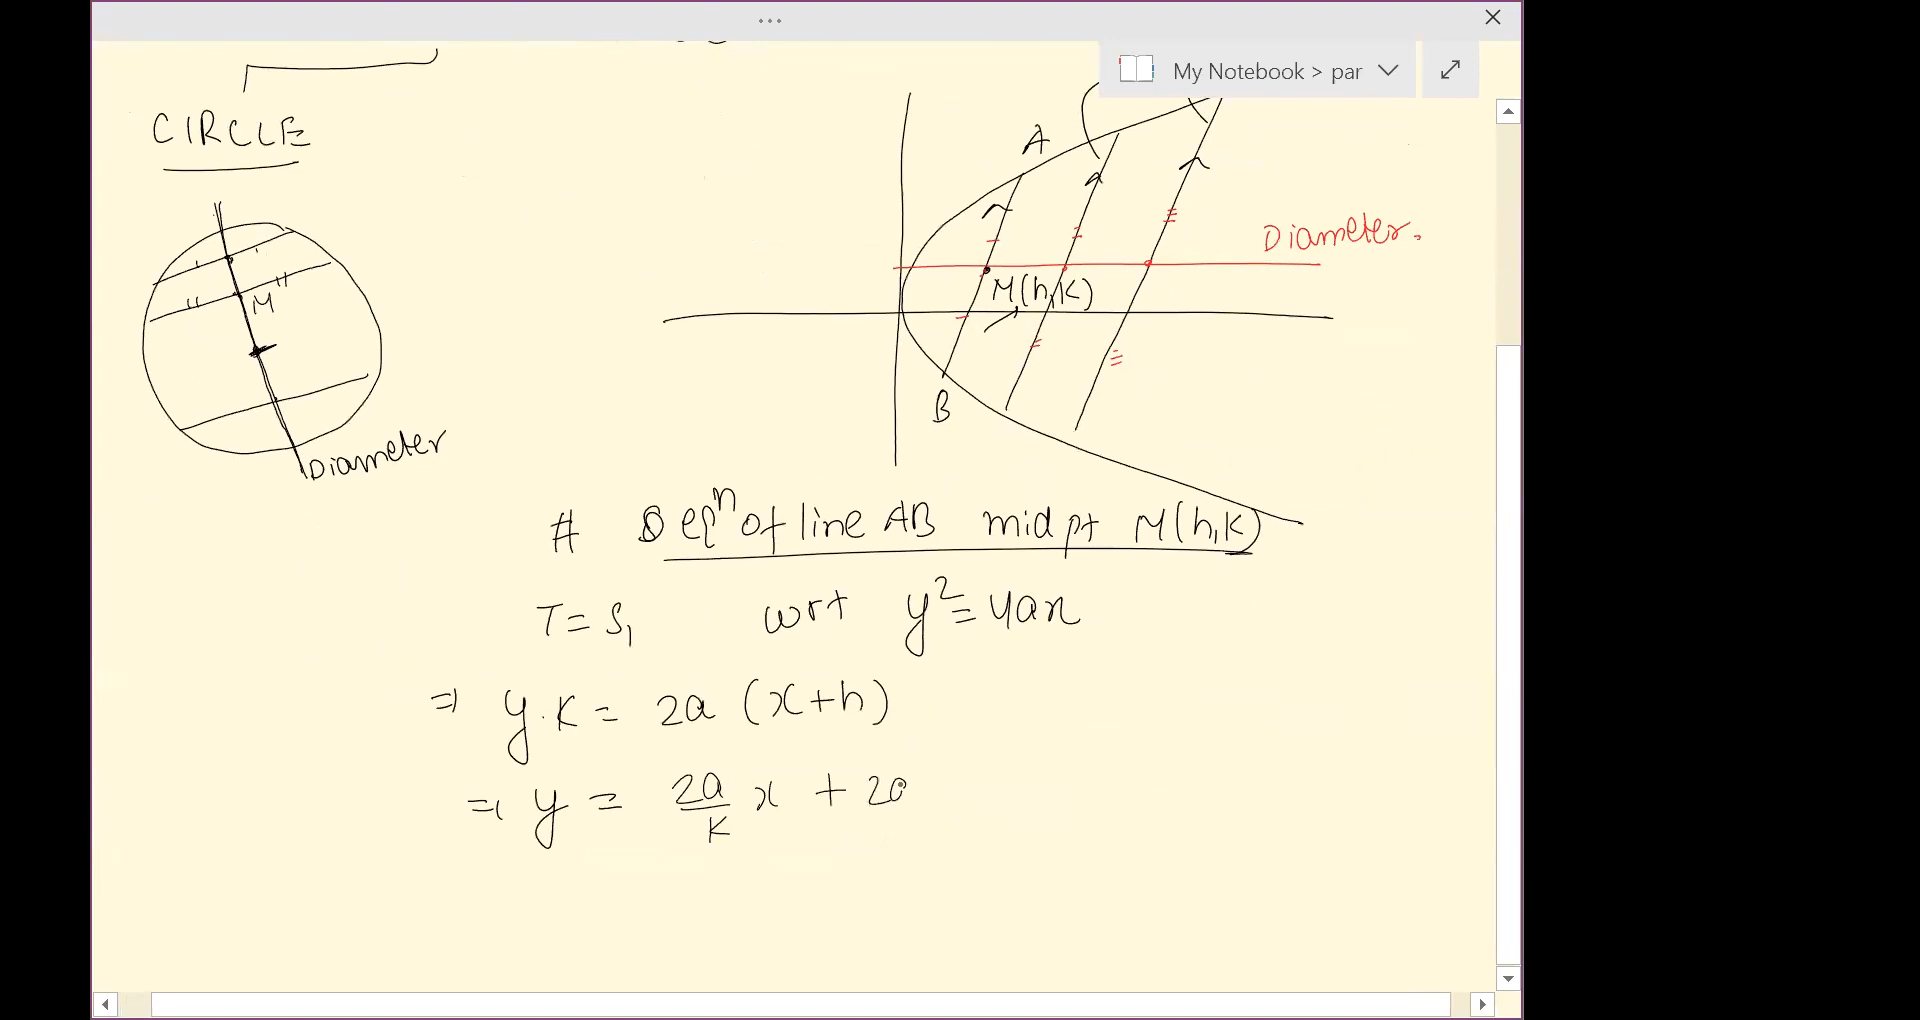 My Notebook > par
CIRCLE
A
Diameter.
M
M(h,k)
B
Diameter
# eqⁿ of line AB mid pt M(h,k)
T = S₁ wrt y² = 4ax
⇒ y.k = 2a (x+h)
⇒ y = 2a/k x + 2a